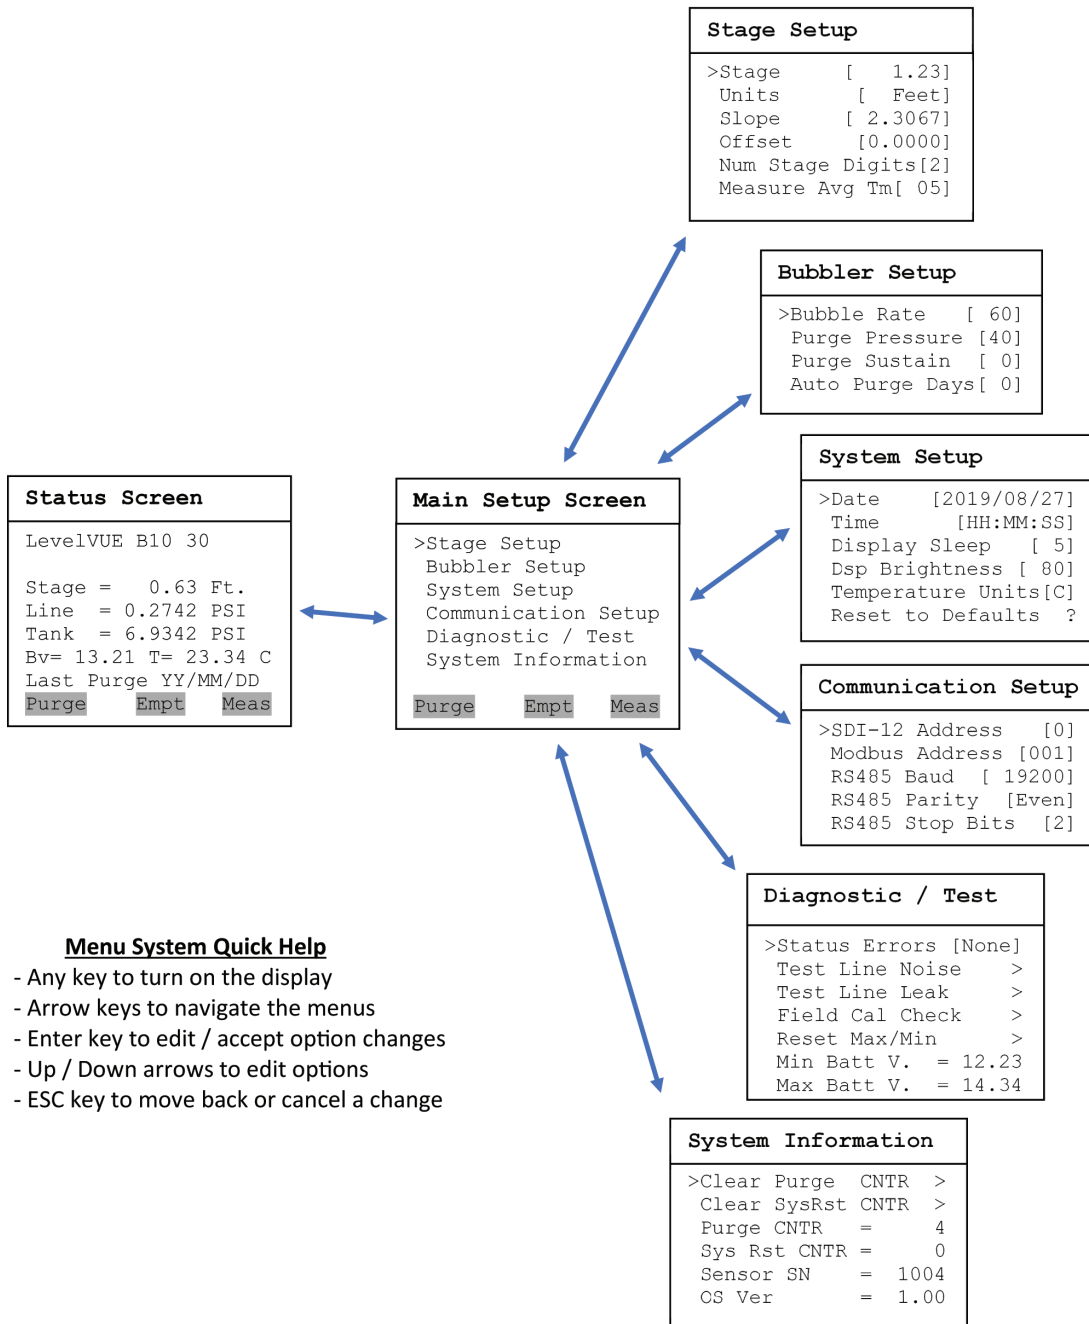 Stage Setup
>Stage [ 1.23]
Units [ Feet]
Slope [ 2.3067]
Offset [0.0000]
Num Stage Digits[2]
Measure Avg Tm[ 05]
Bubbler Setup
>Bubble Rate [ 60]
Purge Pressure [40]
Purge Sustain [ 0]
Auto Purge Days[ 0]
System Setup
>Date [2019/08/27]
Time [HH:MM:SS]
Display Sleep [ 5]
Dsp Brightness [ 80]
Temperature Units[C]
Reset to Defaults ?
Status Screen
LevelVUE B10 30
Stage = 0.63 Ft.
Line = 0.2742 PSI
Tank = 6.9342 PSI
Bv= 13.21 T= 23.34 C
Last Purge YY/MM/DD
Purge Empt Meas
Main Setup Screen
>Stage Setup
Bubbler Setup
System Setup
Communication Setup
Diagnostic / Test
System Information
Purge Empt Meas
Communication Setup
>SDI-12 Address [0]
Modbus Address [001]
RS485 Baud [ 19200]
RS485 Parity [Even]
RS485 Stop Bits [2]
Diagnostic / Test
>Status Errors [None]
Test Line Noise >
Test Line Leak >
Field Cal Check >
Reset Max/Min >
Min Batt V. = 12.23
Max Batt V. = 14.34
Menu System Quick Help
- Any key to turn on the display
- Arrow keys to navigate the menus
- Enter key to edit / accept option changes
- Up / Down arrows to edit options
- ESC key to move back or cancel a change
System Information
>Clear Purge CNTR >
Clear SysRst CNTR >
Purge CNTR = 4
Sys Rst CNTR = 0
Sensor SN = 1004
OS Ver = 1.00